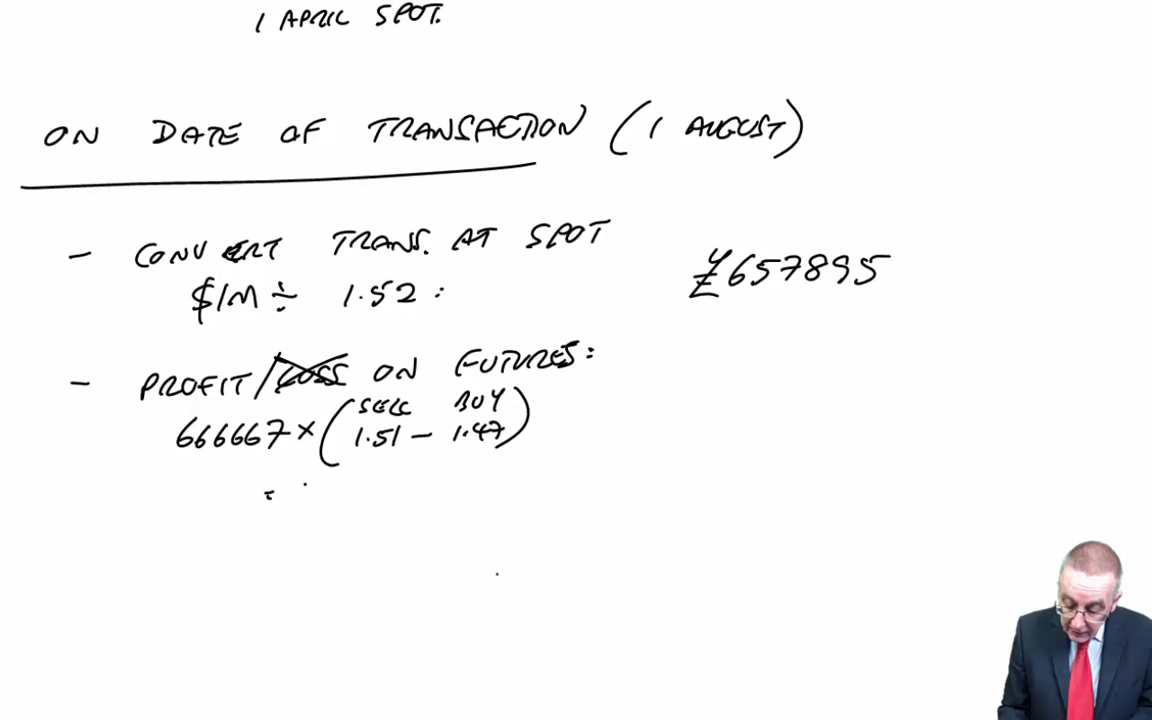 1 APRIL SPOT.
ON DATE OF TRANSACTION (1 AUGUST)
- CONVERT TRANS. AT SPOT
$1M ÷ 1.52 :
£657895
- PROFIT/LOSS ON FUTURES:
SELL BUY
666667 × (1.51 - 1.47)
=